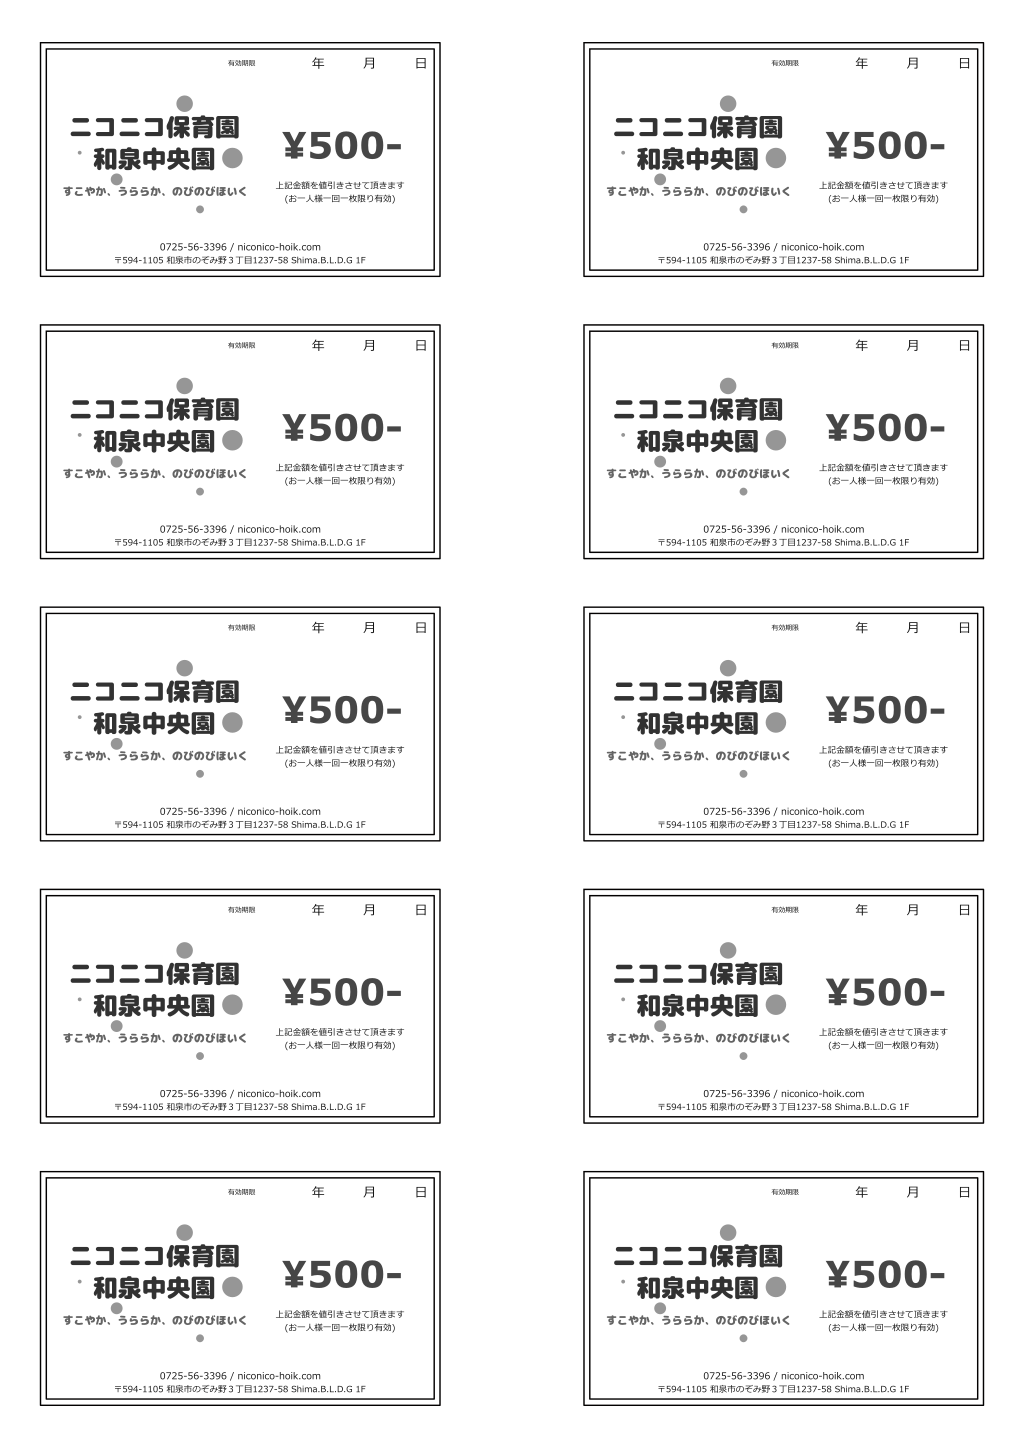 有効期限 年 月 日
ニコニコ保育園
和泉中央園
すこやか、うららか、のびのびほいく
¥500-
上記金額を値引きさせて頂きます
(お一人様一回一枚限り有効)
0725-56-3396 / niconico-hoik.com
〒594-1105 和泉市のぞみ野３丁目1237-58 Shima.B.L.D.G 1F
有効期限 年 月 日
ニコニコ保育園
和泉中央園
すこやか、うららか、のびのびほいく
¥500-
上記金額を値引きさせて頂きます
(お一人様一回一枚限り有効)
0725-56-3396 / niconico-hoik.com
〒594-1105 和泉市のぞみ野３丁目1237-58 Shima.B.L.D.G 1F
有効期限 年 月 日
ニコニコ保育園
和泉中央園
すこやか、うららか、のびのびほいく
¥500-
上記金額を値引きさせて頂きます
(お一人様一回一枚限り有効)
0725-56-3396 / niconico-hoik.com
〒594-1105 和泉市のぞみ野３丁目1237-58 Shima.B.L.D.G 1F
有効期限 年 月 日
ニコニコ保育園
和泉中央園
すこやか、うららか、のびのびほいく
¥500-
上記金額を値引きさせて頂きます
(お一人様一回一枚限り有効)
0725-56-3396 / niconico-hoik.com
〒594-1105 和泉市のぞみ野３丁目1237-58 Shima.B.L.D.G 1F
有効期限 年 月 日
ニコニコ保育園
和泉中央園
すこやか、うららか、のびのびほいく
¥500-
上記金額を値引きさせて頂きます
(お一人様一回一枚限り有効)
0725-56-3396 / niconico-hoik.com
〒594-1105 和泉市のぞみ野３丁目1237-58 Shima.B.L.D.G 1F
有効期限 年 月 日
ニコニコ保育園
和泉中央園
すこやか、うららか、のびのびほいく
¥500-
上記金額を値引きさせて頂きます
(お一人様一回一枚限り有効)
0725-56-3396 / niconico-hoik.com
〒594-1105 和泉市のぞみ野３丁目1237-58 Shima.B.L.D.G 1F
有効期限 年 月 日
ニコニコ保育園
和泉中央園
すこやか、うららか、のびのびほいく
¥500-
上記金額を値引きさせて頂きます
(お一人様一回一枚限り有効)
0725-56-3396 / niconico-hoik.com
〒594-1105 和泉市のぞみ野３丁目1237-58 Shima.B.L.D.G 1F
有効期限 年 月 日
ニコニコ保育園
和泉中央園
すこやか、うららか、のびのびほいく
¥500-
上記金額を値引きさせて頂きます
(お一人様一回一枚限り有効)
0725-56-3396 / niconico-hoik.com
〒594-1105 和泉市のぞみ野３丁目1237-58 Shima.B.L.D.G 1F
有効期限 年 月 日
ニコニコ保育園
和泉中央園
すこやか、うららか、のびのびほいく
¥500-
上記金額を値引きさせて頂きます
(お一人様一回一枚限り有効)
0725-56-3396 / niconico-hoik.com
〒594-1105 和泉市のぞみ野３丁目1237-58 Shima.B.L.D.G 1F
有効期限 年 月 日
ニコニコ保育園
和泉中央園
すこやか、うららか、のびのびほいく
¥500-
上記金額を値引きさせて頂きます
(お一人様一回一枚限り有効)
0725-56-3396 / niconico-hoik.com
〒594-1105 和泉市のぞみ野３丁目1237-58 Shima.B.L.D.G 1F